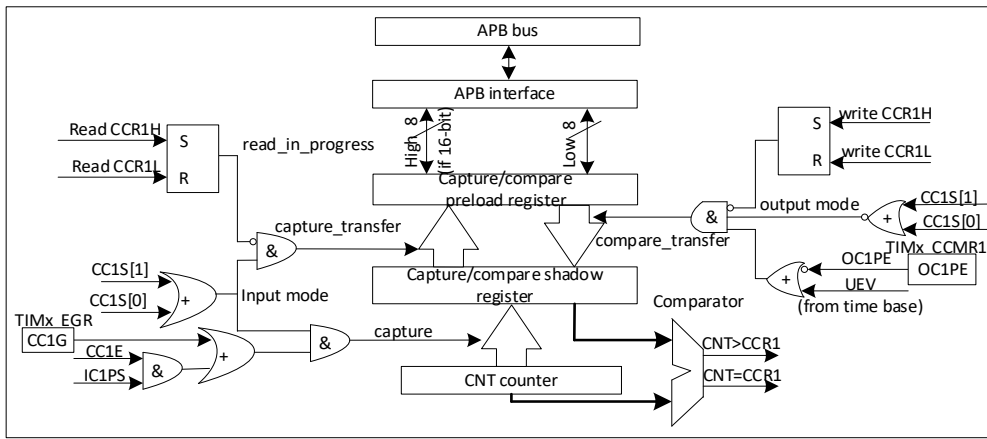 APB bus
APB interface
High 8
(if 16-bit)
Low 8
Read CCR1H
Read CCR1L
S
R
read_in_progress
write CCR1H
write CCR1L
S
R
Capture/compare
preload register
capture_transfer
compare_transfer
output mode
CC1S[1]
CC1S[0]
&
&
+
TIMx_CCMR1
OC1PE
OC1PE
UEV
(from time base)
+
CC1S[1]
CC1S[0]
+
Input mode
Capture/compare shadow
register
Comparator
TIMx_EGR
CC1G
CC1E
IC1PS
&
+
&
capture
CNT counter
CNT>CCR1
CNT=CCR1